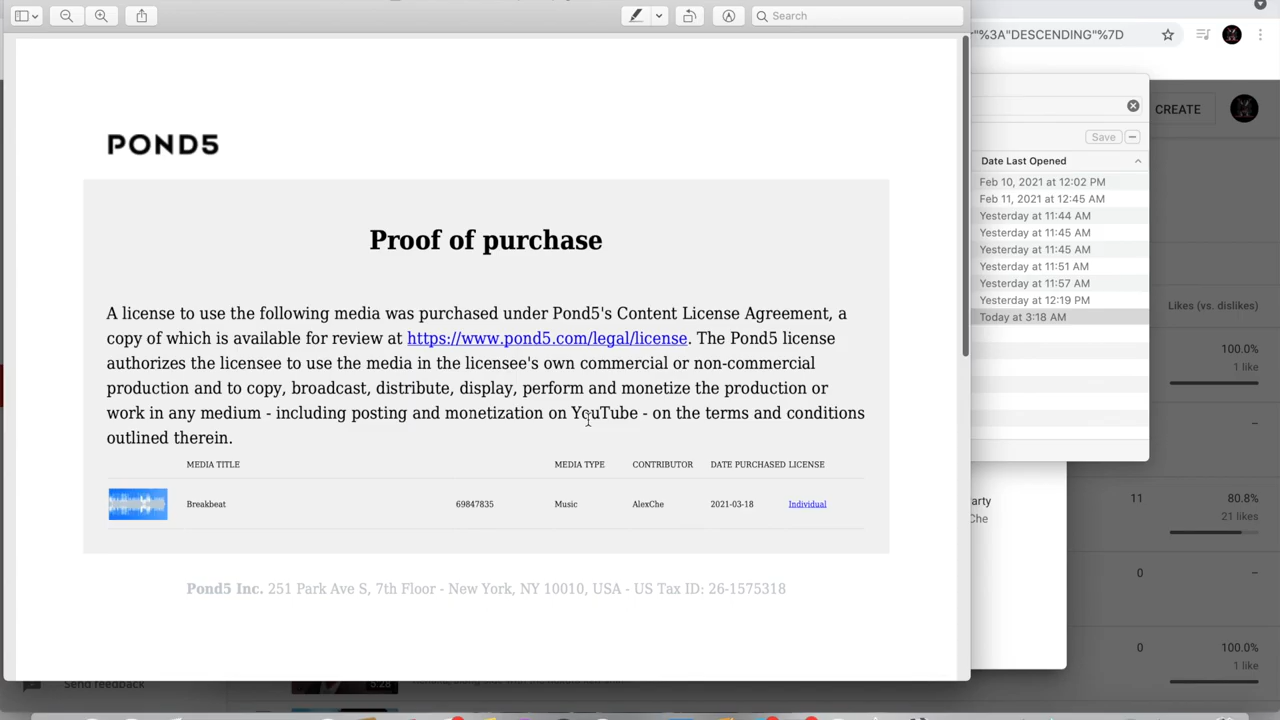 Search
"%3A"DESCENDING"%7D
POND5
CREATE
Save
Date Last Opened
Feb 10, 2021 at 12:02 PM
Feb 11, 2021 at 12:45 AM
Yesterday at 11:44 AM
Yesterday at 11:45 AM
Yesterday at 11:45 AM
Yesterday at 11:51 AM
Yesterday at 11:57 AM
Yesterday at 12:19 PM
Today at 3:18 AM
Proof of purchase
A license to use the following media was purchased under Pond5's Content License Agreement, a
copy of which is available for review at https://www.pond5.com/legal/license. The Pond5 license
authorizes the licensee to use the media in the licensee's own commercial or non-commercial
production and to copy, broadcast, distribute, display, perform and monetize the production or
work in any medium - including posting and monetization on YouTube - on the terms and conditions
outlined therein.
MEDIA TITLE MEDIA TYPE CONTRIBUTOR DATE PURCHASED LICENSE
Breakbeat 69847835 Music AlexChe 2021-03-18 Individual
Pond5 Inc. 251 Park Ave S, 7th Floor - New York, NY 10010, USA - US Tax ID: 26-1575318
Likes (vs. dislikes)
100.0%
1 like
–
arty
Che
11 80.8%
21 likes
0 –
0 100.0%
1 like
Send feedback
5:28